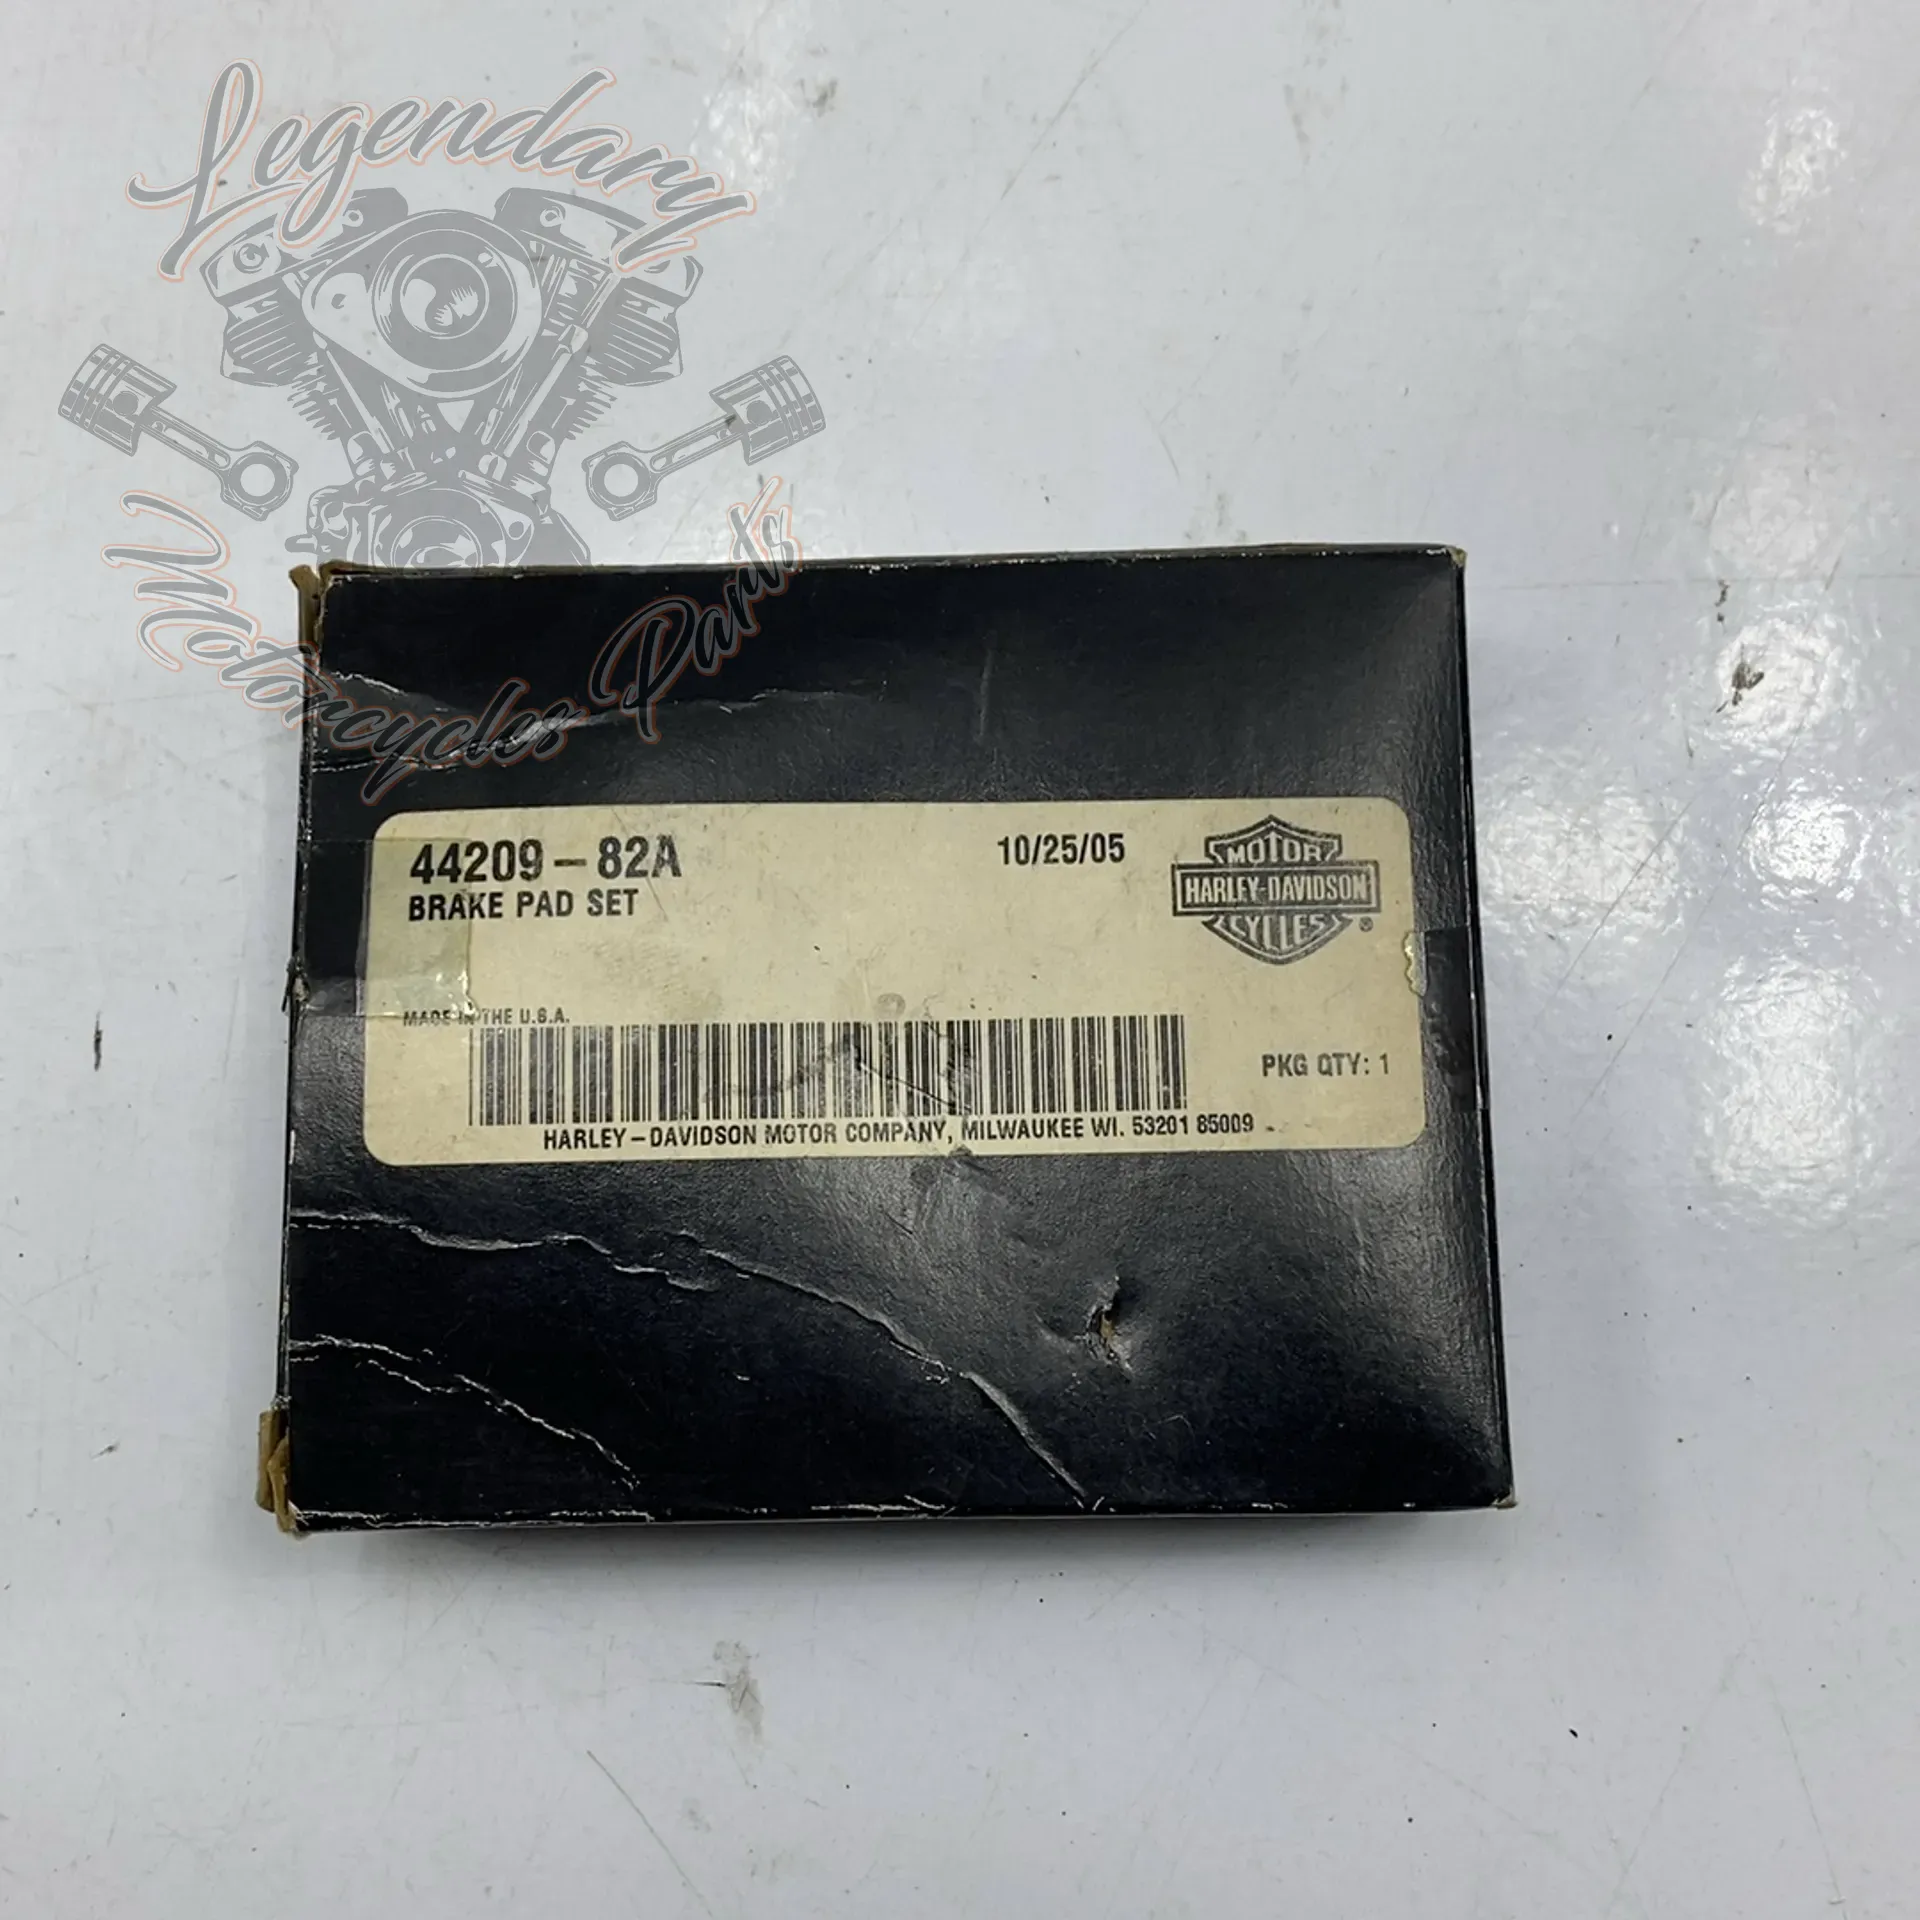 Legendary
Motorcycles Parts
44209-82A
BRAKE PAD SET
10/25/05
MOTOR
HARLEY-DAVIDSON
CYCLES
®
MADE IN THE U.S.A.
PKG QTY: 1
HARLEY-DAVIDSON MOTOR COMPANY, MILWAUKEE WI. 53201 85009